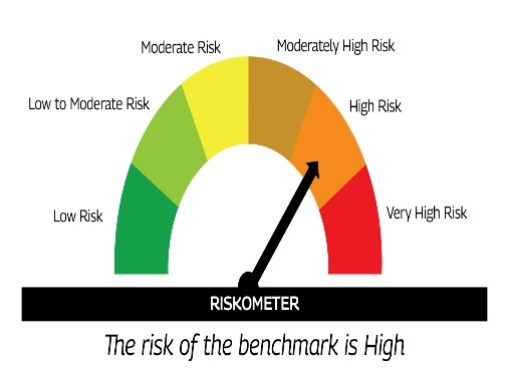 Moderate Risk
Moderately High Risk
Low to Moderate Risk
High Risk
Low Risk
Very High Risk
RISKOMETER
The risk of the benchmark is High